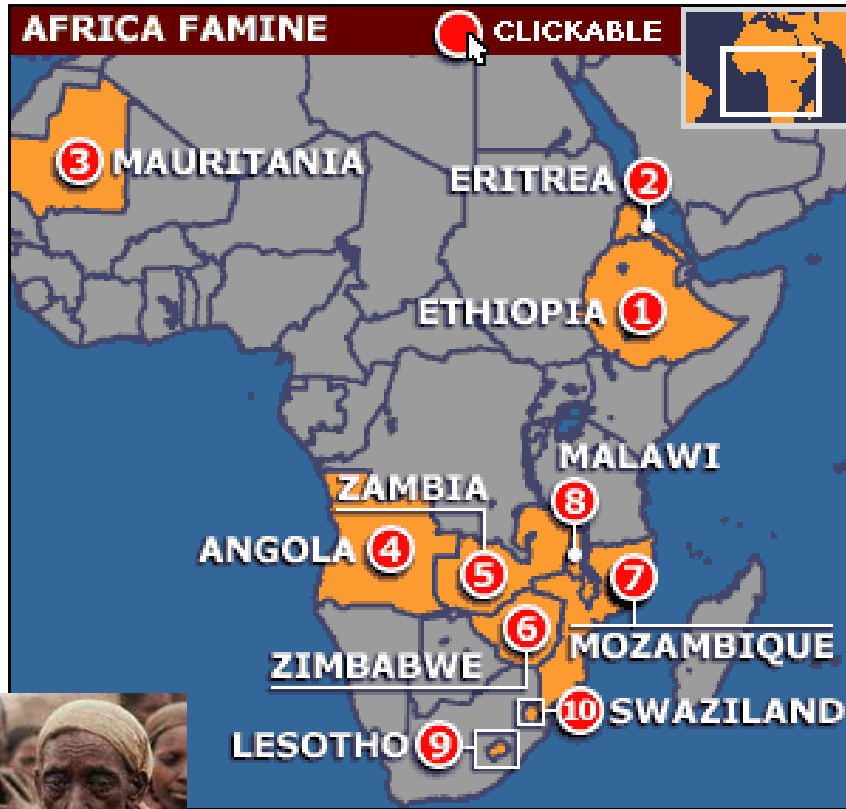 AFRICA FAMINE
CLICKABLE
3 MAURITANIA
ERITREA 2
ETHIOPIA 1
MALAWI
8
ZAMBIA
ANGOLA 4
5
7
6
MOZAMBIQUE
ZIMBABWE
10 SWAZILAND
LESOTHO 9